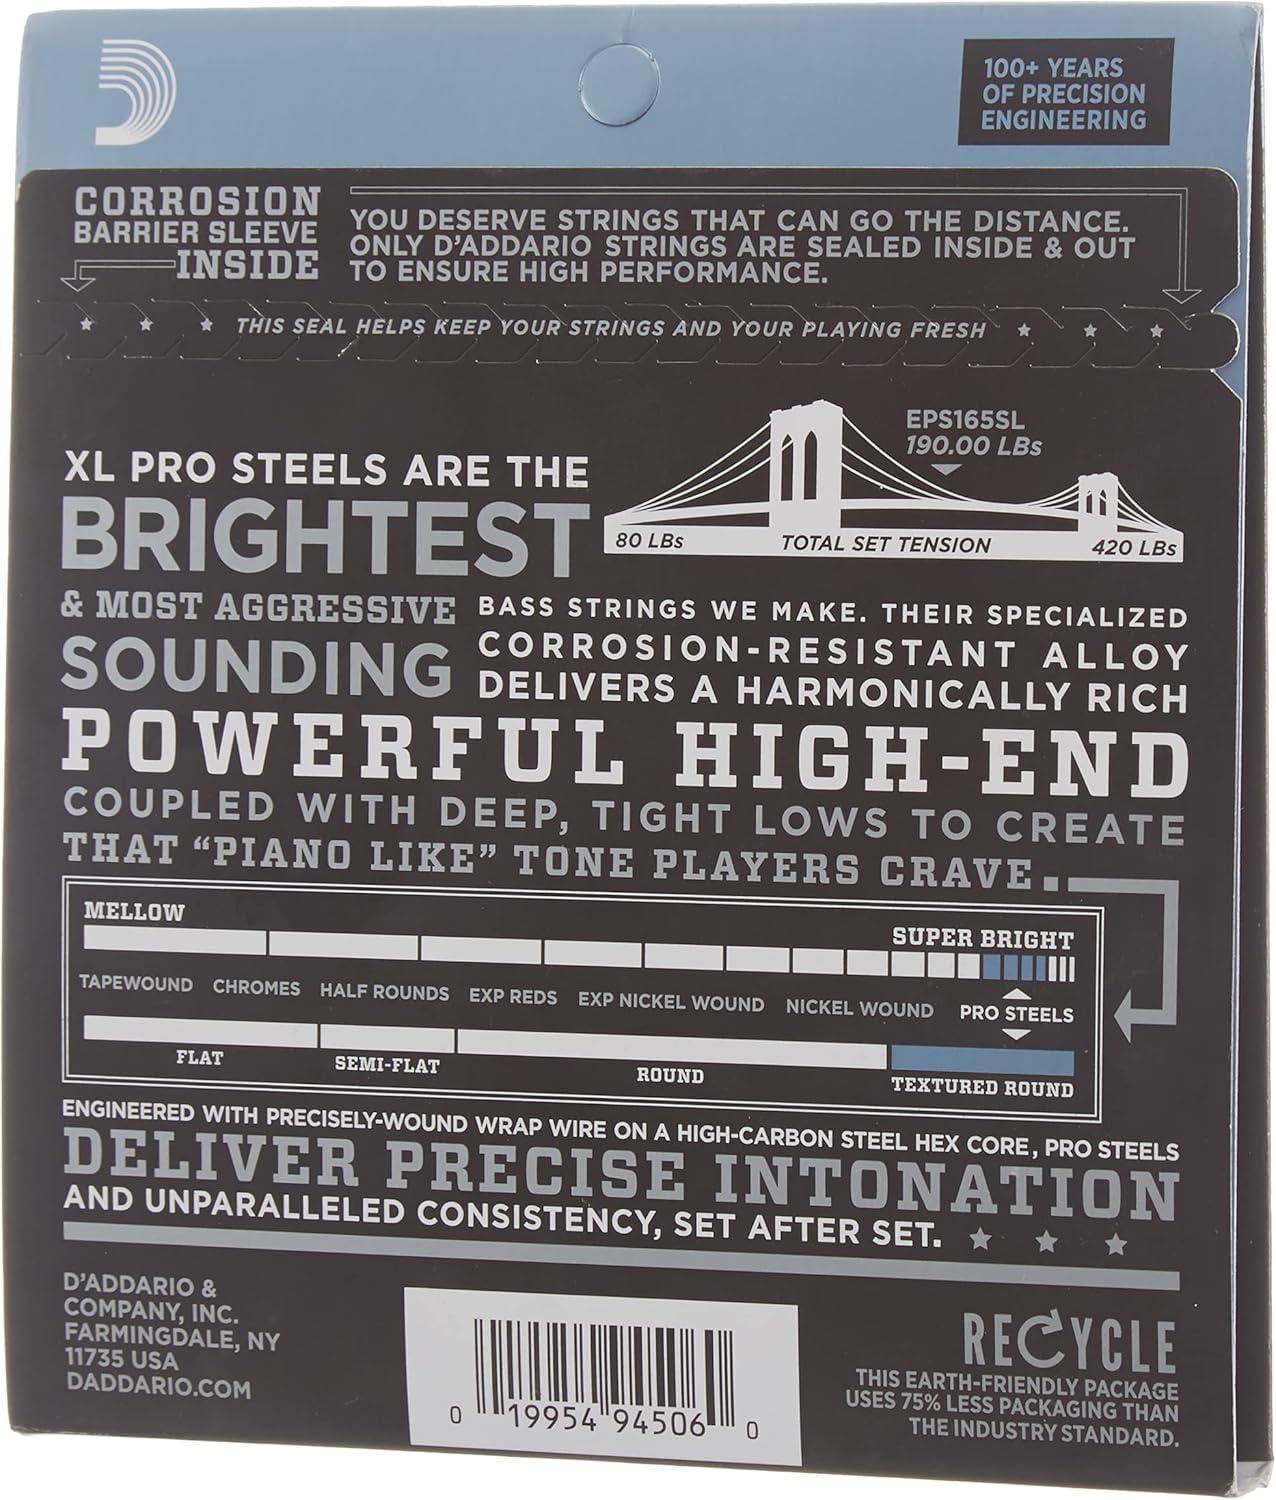 100+ YEARS
OF PRECISION
ENGINEERING
CORROSION
BARRIER SLEEVE
INSIDE
YOU DESERVE STRINGS THAT CAN GO THE DISTANCE.
ONLY D'ADDARIO STRINGS ARE SEALED INSIDE & OUT
TO ENSURE HIGH PERFORMANCE.
THIS SEAL HELPS KEEP YOUR STRINGS AND YOUR PLAYING FRESH
EPS165SL
190.00 LBs
80 LBs TOTAL SET TENSION 420 LBs
XL PRO STEELS ARE THE
BRIGHTEST
& MOST AGGRESSIVE
SOUNDING
BASS STRINGS WE MAKE. THEIR SPECIALIZED
CORROSION-RESISTANT ALLOY
DELIVERS A HARMONICALLY RICH
POWERFUL HIGH-END
COUPLED WITH DEEP, TIGHT LOWS TO CREATE
THAT “PIANO LIKE” TONE PLAYERS CRAVE.
MELLOW SUPER BRIGHT
TAPEWOUND CHROMES HALF ROUNDS EXP REDS EXP NICKEL WOUND NICKEL WOUND PRO STEELS
FLAT SEMI-FLAT ROUND TEXTURED ROUND
ENGINEERED WITH PRECISELY-WOUND WRAP WIRE ON A HIGH-CARBON STEEL HEX CORE, PRO STEELS
DELIVER PRECISE INTONATION
AND UNPARALLELED CONSISTENCY, SET AFTER SET.
D'ADDARIO &
COMPANY, INC.
FARMINGDALE, NY
11735 USA
DADDARIO.COM
0 19954 94506 0
RECYCLE
THIS EARTH-FRIENDLY PACKAGE
USES 75% LESS PACKAGING THAN
THE INDUSTRY STANDARD.